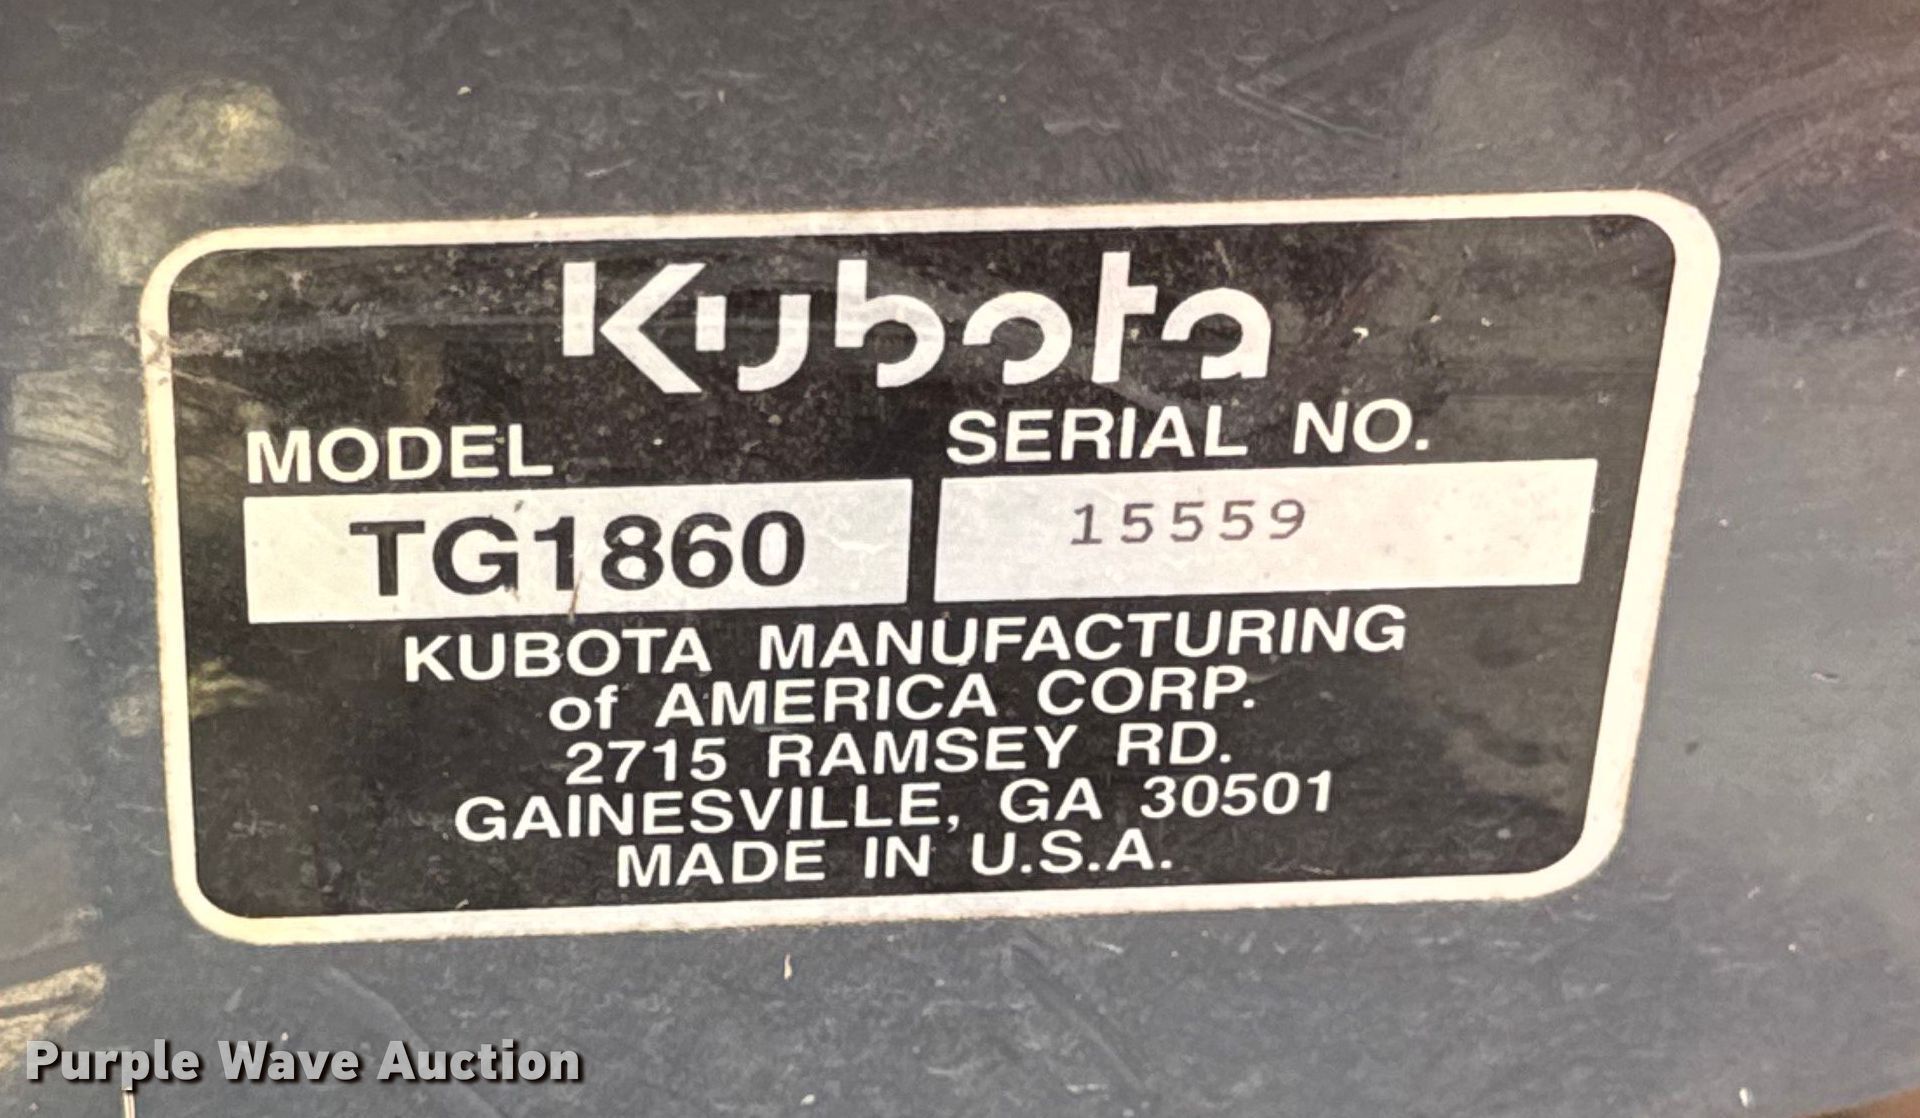 Kubota
MODEL SERIAL NO.
TG1860 15559
KUBOTA MANUFACTURING
of AMERICA CORP.
2715 RAMSEY RD.
GAINESVILLE, GA 30501
MADE IN U.S.A.
Purple Wave Auction